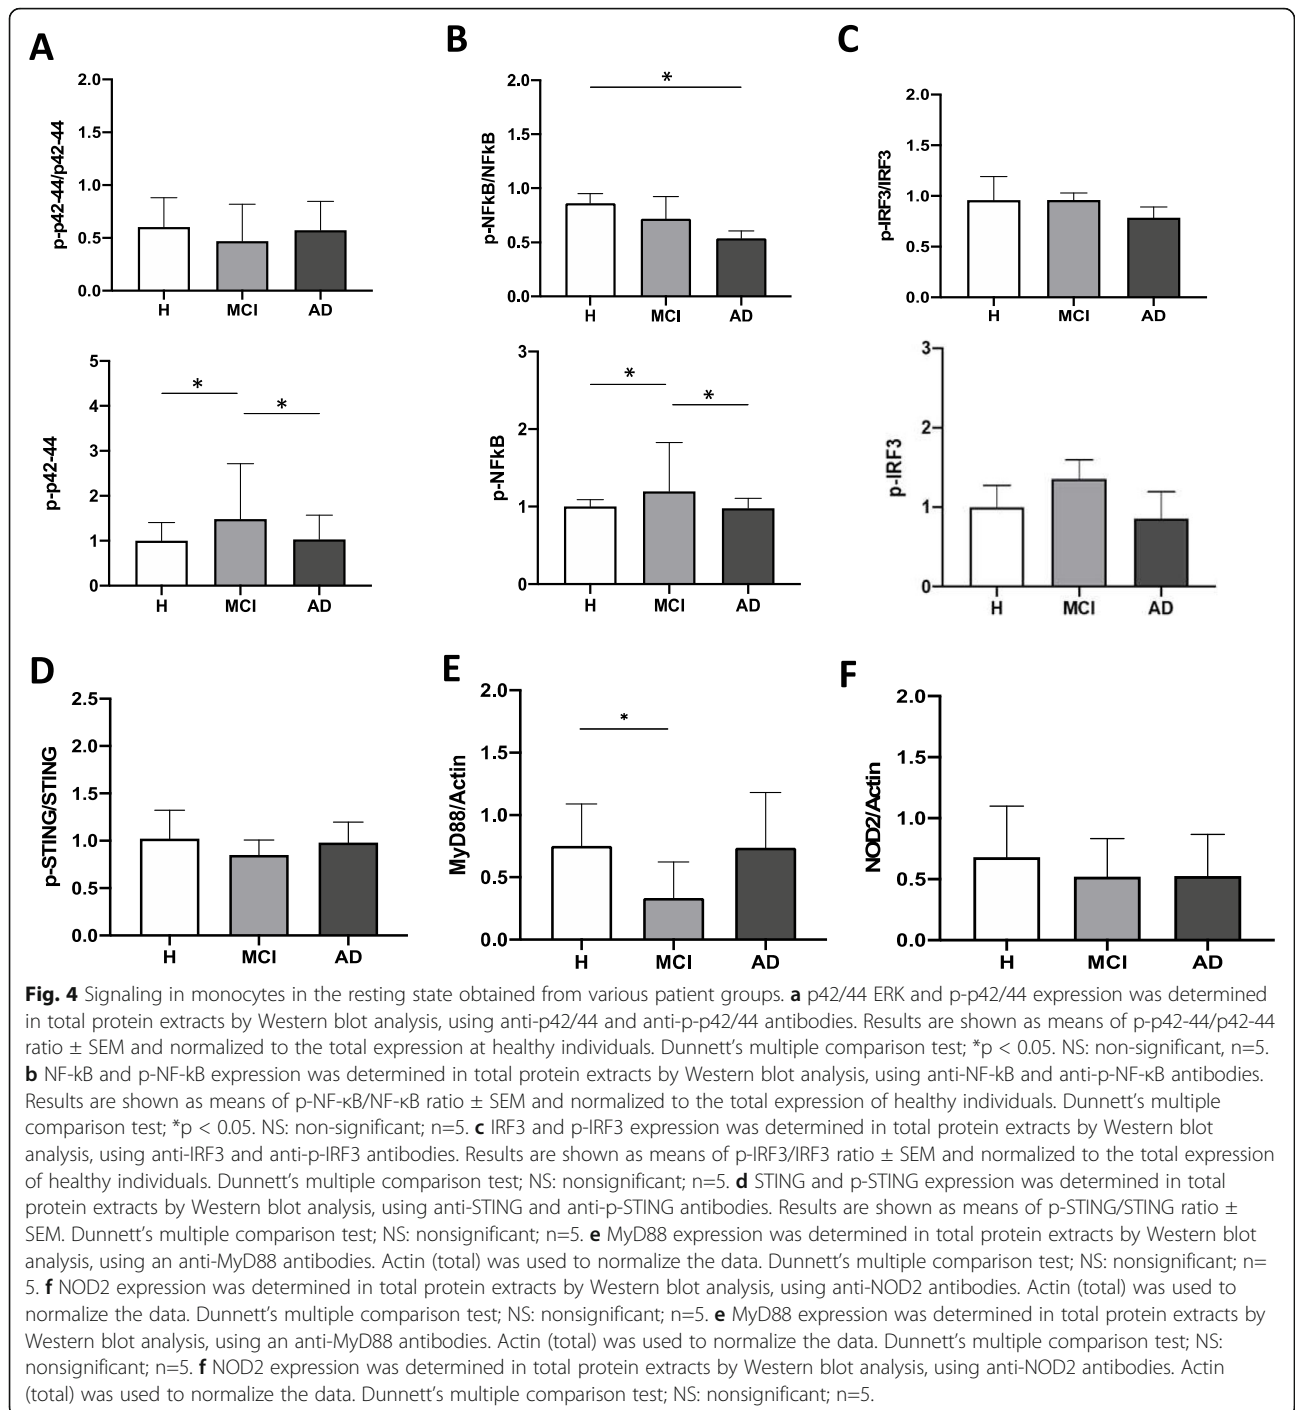 A
2.0
1.5
1.0
0.5
0.0
p-p42-44/p42-44
H MCI AD
5
4
3
2
1
0
p-p42-44
* *
H MCI AD
B
2.0
1.5
1.0
0.5
0.0
p-NFkB/NFkB
*
H MCI AD
3
2
1
0
p-NFkB
* *
H MCI AD
C
2.0
1.5
1.0
0.5
0.0
p-IRF3/IRF3
H MCI AD
3
2
1
0
p-IRF3
H MCI AD
D
2.5
2.0
1.5
1.0
0.5
0.0
p-STING/STING
H MCI AD
E
2.0
1.5
1.0
0.5
0.0
MyD88/Actin
*
H MCI AD
F
2.0
1.5
1.0
0.5
0.0
NOD2/Actin
H MCI AD
Fig. 4 Signaling in monocytes in the resting state obtained from various patient groups. a p42/44 ERK and p-p42/44 expression was determined
in total protein extracts by Western blot analysis, using anti-p42/44 and anti-p-p42/44 antibodies. Results are shown as means of p-p42-44/p42-44
ratio ± SEM and normalized to the total expression at healthy individuals. Dunnett's multiple comparison test; *p < 0.05. NS: non-significant, n=5.
b NF-kB and p-NF-kB expression was determined in total protein extracts by Western blot analysis, using anti-NF-kB and anti-p-NF-κB antibodies.
Results are shown as means of p-NF-κB/NF-κB ratio ± SEM and normalized to the total expression of healthy individuals. Dunnett's multiple
comparison test; *p < 0.05. NS: non-significant; n=5. c IRF3 and p-IRF3 expression was determined in total protein extracts by Western blot
analysis, using anti-IRF3 and anti-p-IRF3 antibodies. Results are shown as means of p-IRF3/IRF3 ratio ± SEM and normalized to the total expression
of healthy individuals. Dunnett's multiple comparison test; NS: nonsignificant; n=5. d STING and p-STING expression was determined in total
protein extracts by Western blot analysis, using anti-STING and anti-p-STING antibodies. Results are shown as means of p-STING/STING ratio ±
SEM. Dunnett's multiple comparison test; NS: nonsignificant; n=5. e MyD88 expression was determined in total protein extracts by Western blot
analysis, using an anti-MyD88 antibodies. Actin (total) was used to normalize the data. Dunnett's multiple comparison test; NS: nonsignificant; n=
5. f NOD2 expression was determined in total protein extracts by Western blot analysis, using anti-NOD2 antibodies. Actin (total) was used to
normalize the data. Dunnett's multiple comparison test; NS: nonsignificant; n=5. e MyD88 expression was determined in total protein extracts by
Western blot analysis, using an anti-MyD88 antibodies. Actin (total) was used to normalize the data. Dunnett's multiple comparison test; NS:
nonsignificant; n=5. f NOD2 expression was determined in total protein extracts by Western blot analysis, using anti-NOD2 antibodies. Actin
(total) was used to normalize the data. Dunnett's multiple comparison test; NS: nonsignificant; n=5.